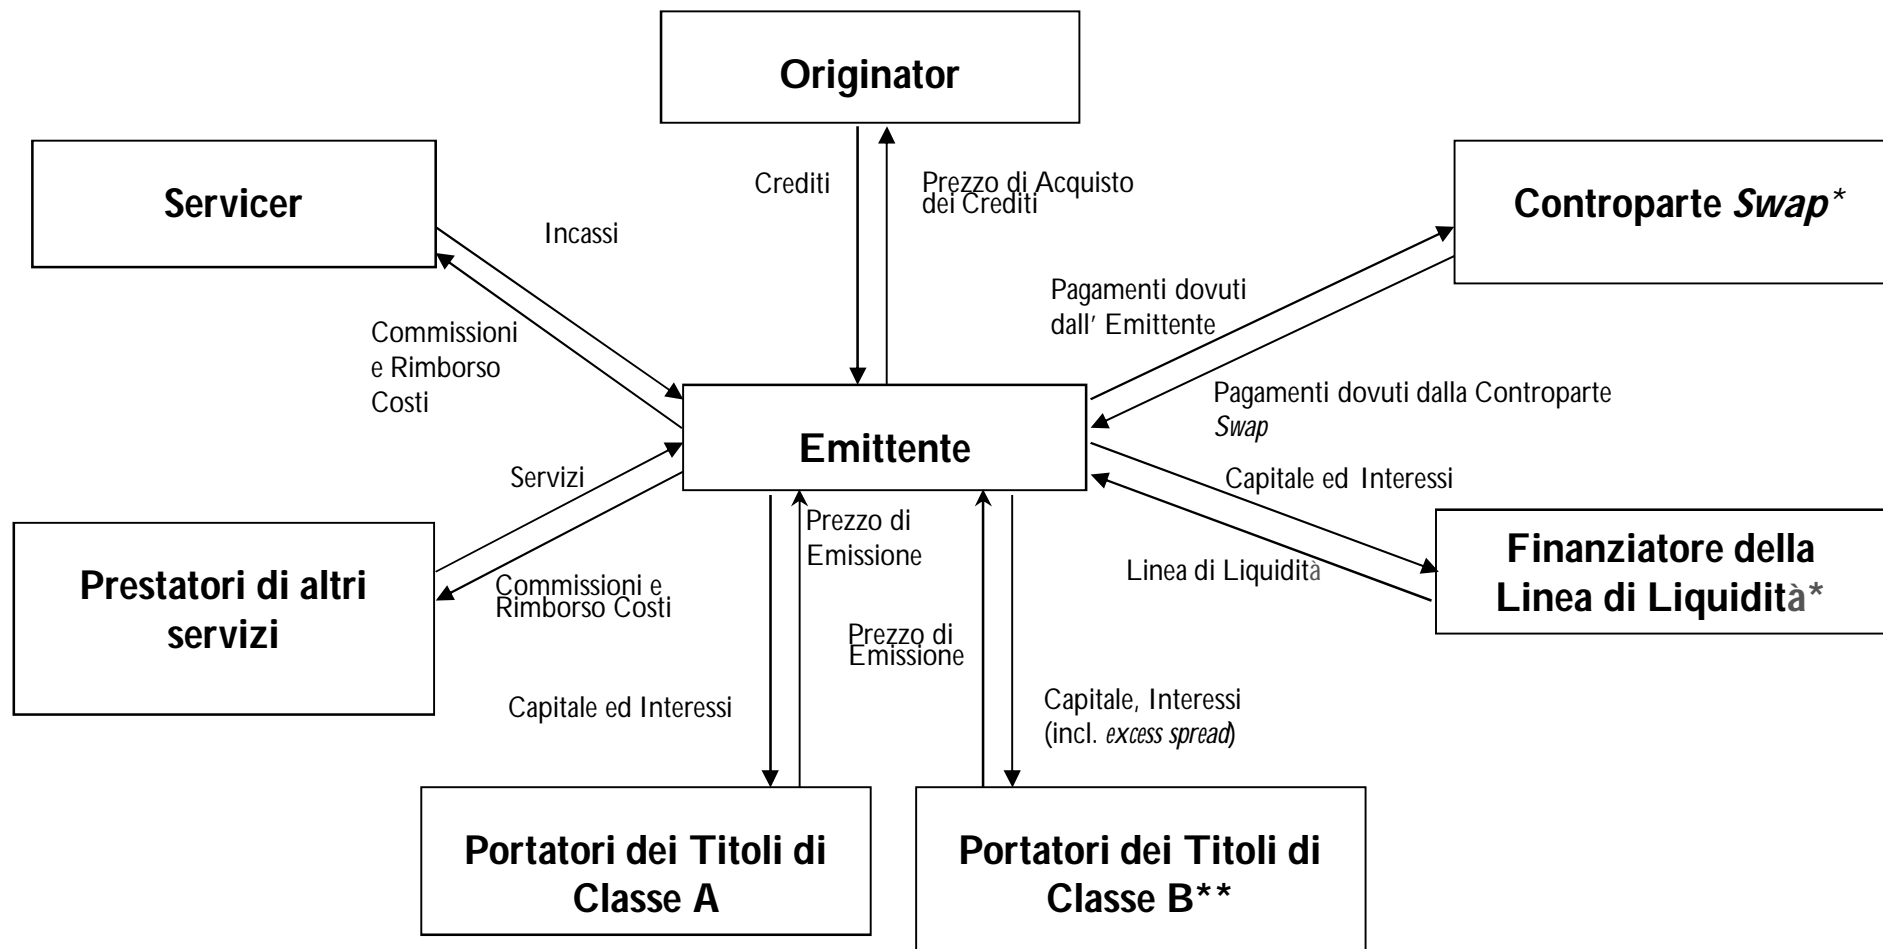 Originator
Servicer
Controparte Swap*
Crediti
Prezzo di Acquisto
dei Crediti
Incassi
Pagamenti dovuti
dall' Emittente
Commissioni
e Rimborso
Costi
Pagamenti dovuti dalla Controparte
Swap
Emittente
Servizi
Capitale ed Interessi
Prezzo di
Emissione
Linea di Liquidità
Finanziatore della
Linea di Liquidità*
Prestatori di altri
servizi
Commissioni e
Rimborso Costi
Prezzo di
Emissione
Capitale ed Interessi
Capitale, Interessi
(incl. excess spread)
Portatori dei Titoli di
Classe A
Portatori dei Titoli di
Classe B**